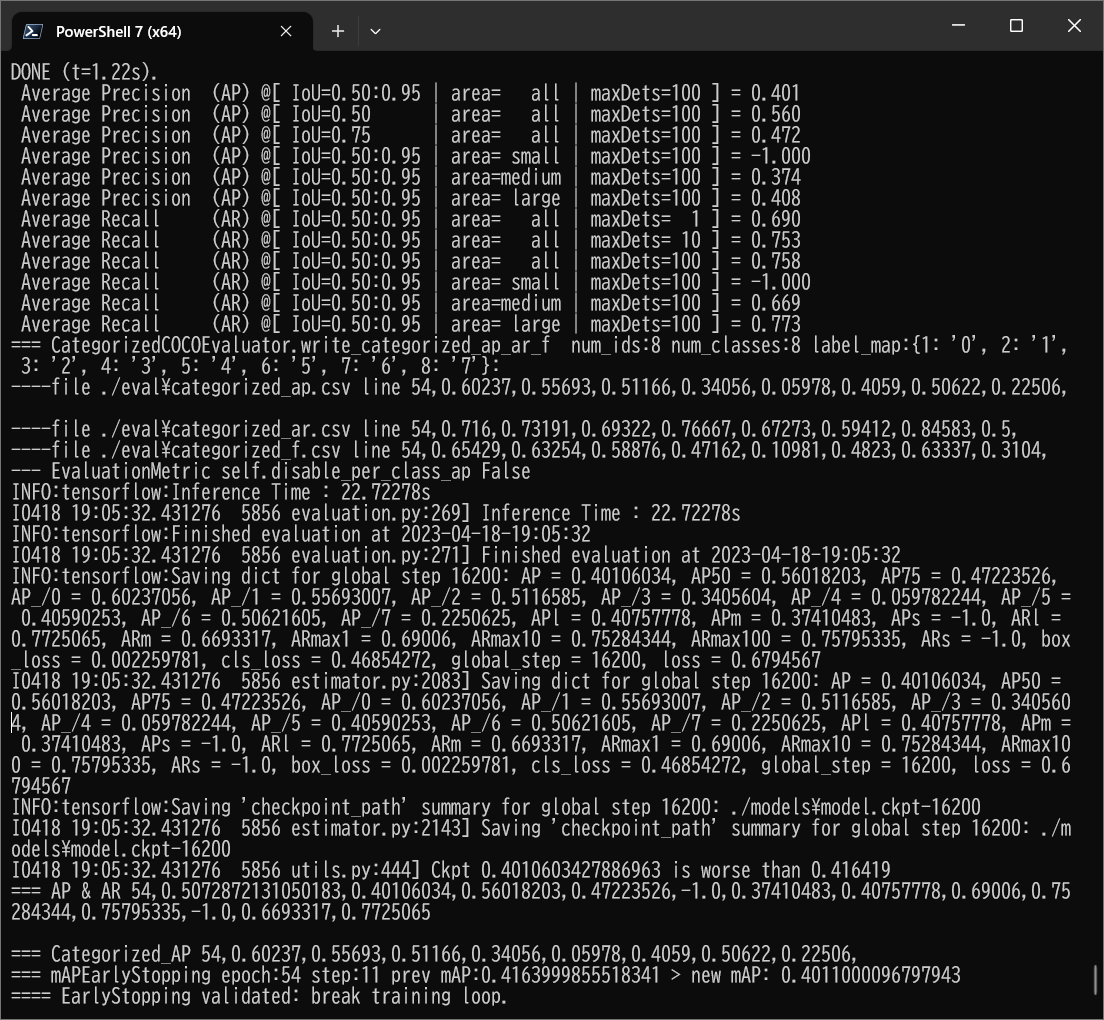 PowerShell 7 (x64)
DONE (t=1.22s).
 Average Precision  (AP) @[ IoU=0.50:0.95 | area=   all | maxDets=100 ] = 0.401
 Average Precision  (AP) @[ IoU=0.50      | area=   all | maxDets=100 ] = 0.560
 Average Precision  (AP) @[ IoU=0.75      | area=   all | maxDets=100 ] = 0.472
 Average Precision  (AP) @[ IoU=0.50:0.95 | area= small | maxDets=100 ] = -1.000
 Average Precision  (AP) @[ IoU=0.50:0.95 | area=medium | maxDets=100 ] = 0.374
 Average Precision  (AP) @[ IoU=0.50:0.95 | area= large | maxDets=100 ] = 0.408
 Average Recall     (AR) @[ IoU=0.50:0.95 | area=   all | maxDets=  1 ] = 0.690
 Average Recall     (AR) @[ IoU=0.50:0.95 | area=   all | maxDets= 10 ] = 0.753
 Average Recall     (AR) @[ IoU=0.50:0.95 | area=   all | maxDets=100 ] = 0.758
 Average Recall     (AR) @[ IoU=0.50:0.95 | area= small | maxDets=100 ] = -1.000
 Average Recall     (AR) @[ IoU=0.50:0.95 | area=medium | maxDets=100 ] = 0.669
 Average Recall     (AR) @[ IoU=0.50:0.95 | area= large | maxDets=100 ] = 0.773
=== CategorizedCOCOEvaluator.write_categorized_ap_ar_f  num_ids:8 num_classes:8 label_map:{1: '0', 2: '1',
 3: '2', 4: '3', 5: '4', 6: '5', 7: '6', 8: '7'}:
----file ./eval¥categorized_ap.csv line 54,0.60237,0.55693,0.51166,0.34056,0.05978,0.4059,0.50622,0.22506,
----file ./eval¥categorized_ar.csv line 54,0.716,0.73191,0.69322,0.76667,0.67273,0.59412,0.84583,0.5,
----file ./eval¥categorized_f.csv line 54,0.65429,0.63254,0.58876,0.47162,0.10981,0.4823,0.63337,0.3104,
--- EvaluationMetric self.disable_per_class_ap False
INFO:tensorflow:Inference Time : 22.72278s
I0418 19:05:32.431276  5856 evaluation.py:269] Inference Time : 22.72278s
INFO:tensorflow:Finished evaluation at 2023-04-18-19:05:32
I0418 19:05:32.431276  5856 evaluation.py:271] Finished evaluation at 2023-04-18-19:05:32
INFO:tensorflow:Saving dict for global step 16200: AP = 0.40106034, AP50 = 0.56018203, AP75 = 0.47223526,
AP_/0 = 0.60237056, AP_/1 = 0.55693007, AP_/2 = 0.5116585, AP_/3 = 0.3405604, AP_/4 = 0.059782244, AP_/5 =
 0.40590253, AP_/6 = 0.50621605, AP_/7 = 0.2250625, APl = 0.40757778, APm = 0.37410483, APs = -1.0, ARl =
0.7725065, ARm = 0.6693317, ARmax1 = 0.69006, ARmax10 = 0.75284344, ARmax100 = 0.75795335, ARs = -1.0, box
_loss = 0.002259781, cls_loss = 0.46854272, global_step = 16200, loss = 0.6794567
I0418 19:05:32.431276  5856 estimator.py:2083] Saving dict for global step 16200: AP = 0.40106034, AP50 =
0.56018203, AP75 = 0.47223526, AP_/0 = 0.60237056, AP_/1 = 0.55693007, AP_/2 = 0.5116585, AP_/3 = 0.340560
4, AP_/4 = 0.059782244, AP_/5 = 0.40590253, AP_/6 = 0.50621605, AP_/7 = 0.2250625, APl = 0.40757778, APm =
 0.37410483, APs = -1.0, ARl = 0.7725065, ARm = 0.6693317, ARmax1 = 0.69006, ARmax10 = 0.75284344, ARmax10
0 = 0.75795335, ARs = -1.0, box_loss = 0.002259781, cls_loss = 0.46854272, global_step = 16200, loss = 0.6
794567
INFO:tensorflow:Saving 'checkpoint_path' summary for global step 16200: ./models¥model.ckpt-16200
I0418 19:05:32.431276  5856 estimator.py:2143] Saving 'checkpoint_path' summary for global step 16200: ./m
odels¥model.ckpt-16200
I0418 19:05:32.431276  5856 utils.py:444] Ckpt 0.4010603427886963 is worse than 0.416419
=== AP & AR 54,0.5072872131050183,0.40106034,0.56018203,0.47223526,-1.0,0.37410483,0.40757778,0.69006,0.75
284344,0.75795335,-1.0,0.6693317,0.7725065
=== Categorized_AP 54,0.60237,0.55693,0.51166,0.34056,0.05978,0.4059,0.50622,0.22506,
=== mAPEarlyStopping epoch:54 step:11 prev mAP:0.4163999855518341 > new mAP: 0.4011000096797943
==== EarlyStopping validated: break training loop.